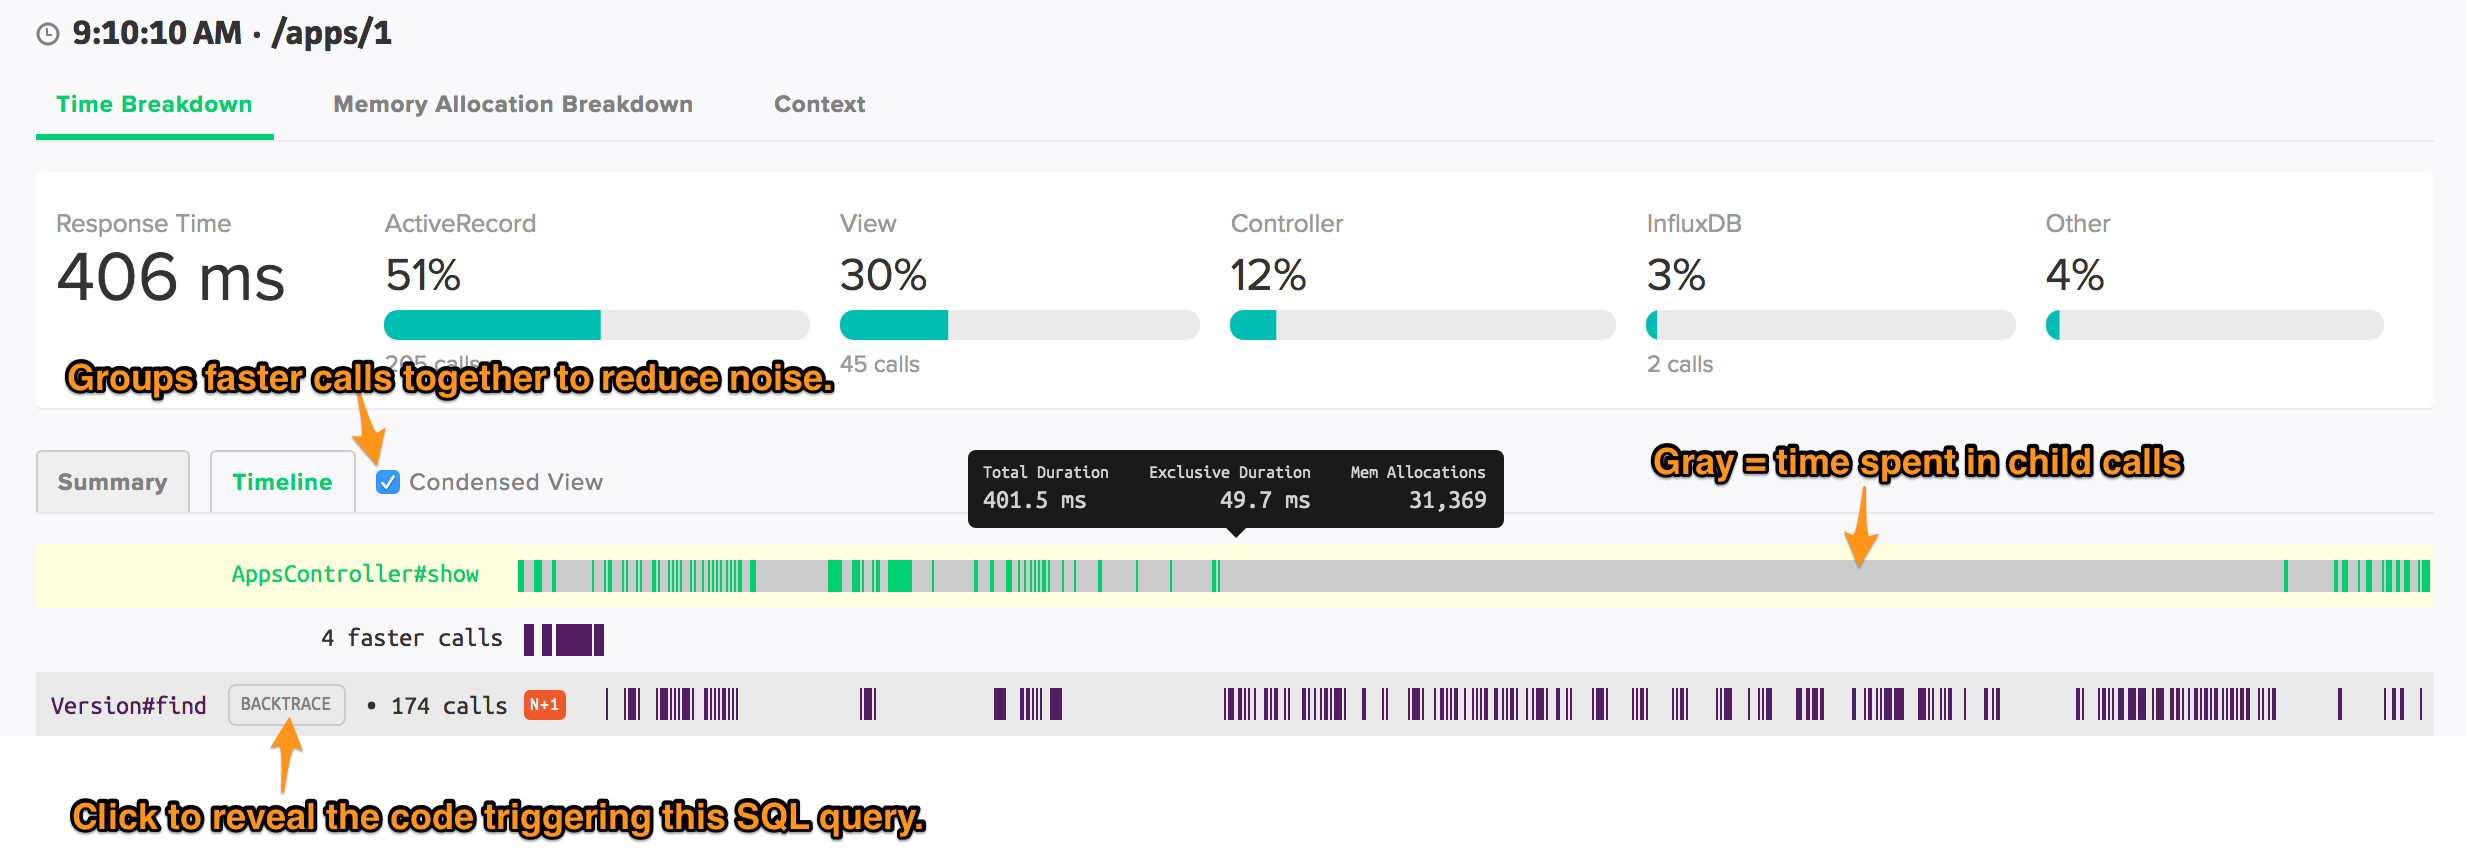 9:10:10 AM · /apps/1
Time Breakdown Memory Allocation Breakdown Context
Response Time ActiveRecord View Controller InfluxDB Other
406 ms 51% 30% 12% 3% 4%
205 calls 45 calls 2 calls
Groups faster calls together to reduce noise.
Gray = time spent in child calls
Summary Timeline Condensed View
Total Duration Exclusive Duration Mem Allocations
401.5 ms 49.7 ms 31,369
AppsController#show
4 faster calls
Version#find BACKTRACE • 174 calls N+1
Click to reveal the code triggering this SQL query.